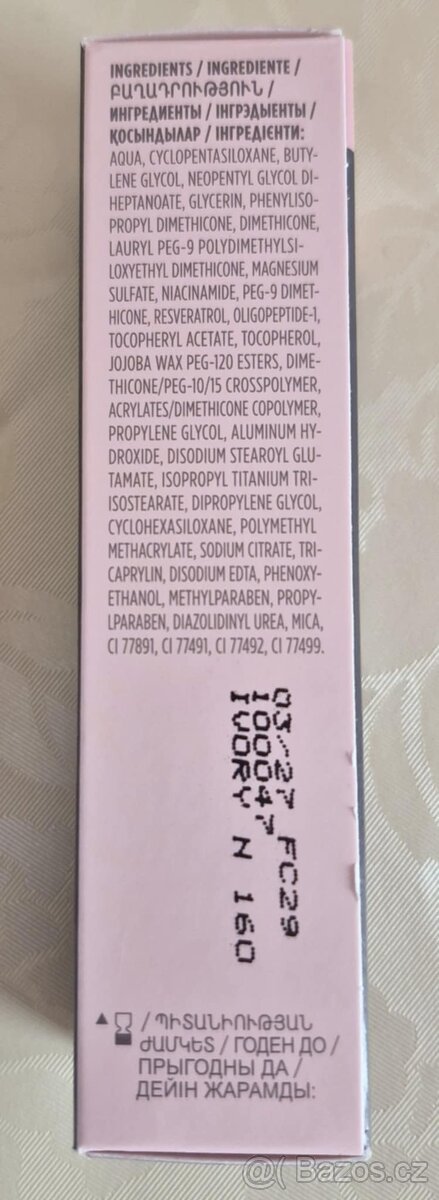 INGREDIENTS / INGREDIENTE /
ԲԱՂԱԴՐՈՒԹՅՈՒՆ /
ИНГРЕДИЕНТЫ / ІНГРЭДЫЕНТЫ /
ҚОСЫНДЫЛАР / ІНГРЕДІЄНТИ:
AQUA, CYCLOPENTASILOXANE, BUTY-
LENE GLYCOL, NEOPENTYL GLYCOL DI-
HEPTANOATE, GLYCERIN, PHENYLISO-
PROPYL DIMETHICONE, DIMETHICONE,
LAURYL PEG-9 POLYDIMETHYLSI-
LOXYETHYL DIMETHICONE, MAGNESIUM
SULFATE, NIACINAMIDE, PEG-9 DIMET-
HICONE, RESVERATROL, OLIGOPEPTIDE-1,
TOCOPHERYL ACETATE, TOCOPHEROL,
JOJOBA WAX PEG-120 ESTERS, DIME-
THICONE/PEG-10/15 CROSSPOLYMER,
ACRYLATES/DIMETHICONE COPOLYMER,
PROPYLENE GLYCOL, ALUMINUM HY-
DROXIDE, DISODIUM STEAROYL GLU-
TAMATE, ISOPROPYL TITANIUM TRI-
ISOSTEARATE, DIPROPYLENE GLYCOL,
CYCLOHEXASILOXANE, POLYMETHYL
METHACRYLATE, SODIUM CITRATE, TRI-
CAPRYLIN, DISODIUM EDTA, PHENOXY-
ETHANOL, METHYLPARABEN, PROPY-
LPARABEN, DIAZOLIDINYL UREA, MICA,
CI 77891, CI 77491, CI 77492, CI 77499.
03/27 FC29
100047
IVORY N 160
/ ՊԻՏԱՆԻՈՒԹՅԱՆ
ԺԱՄԿԵՏ / ГОДЕН ДО /
ПРЫГОДНЫ ДА /
ДЕЙІН ЖАРАМДЫ:
@ Bazos.cz